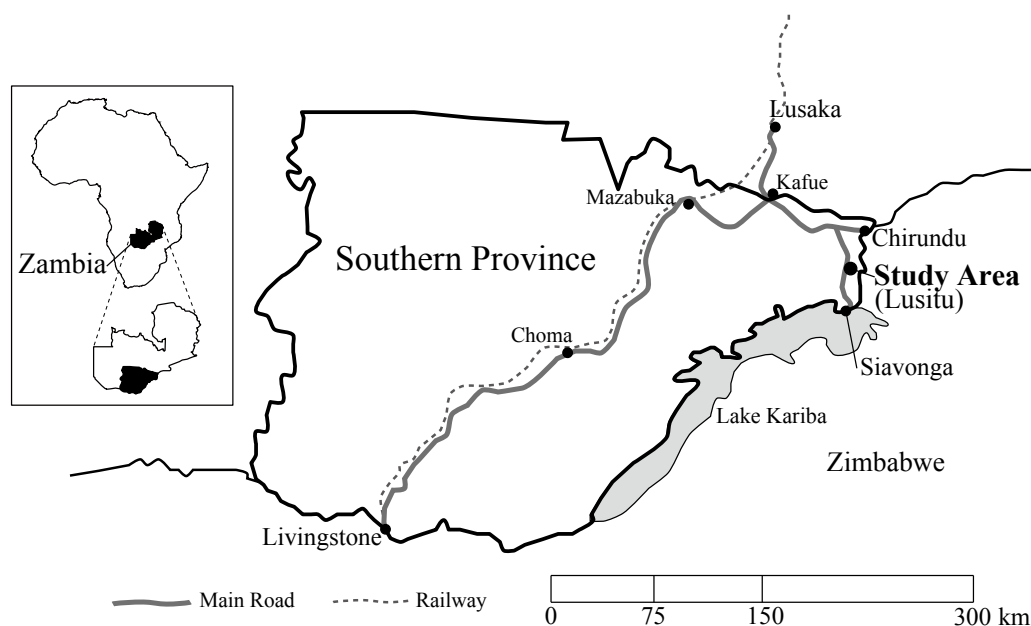 Lusaka
Kafue
Mazabuka
Zambia
Southern Province
Chirundu
Study Area
(Lusitu)
Choma
Siavonga
Lake Kariba
Zimbabwe
Livingstone
Main Road
Railway
0 75 150 300 km